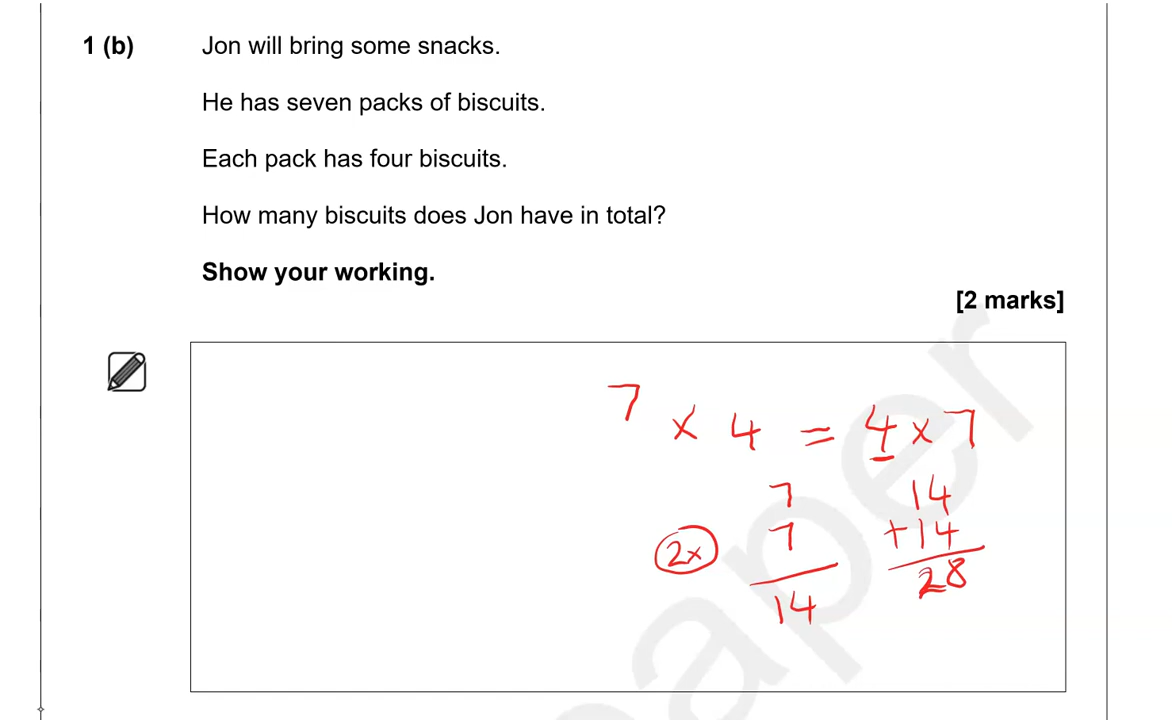 1 (b) Jon will bring some snacks.
He has seven packs of biscuits.
Each pack has four biscuits.
How many biscuits does Jon have in total?
Show your working.
[2 marks]
7 × 4 = 4 × 7
7 14
2x 7 +14
14 28
aper